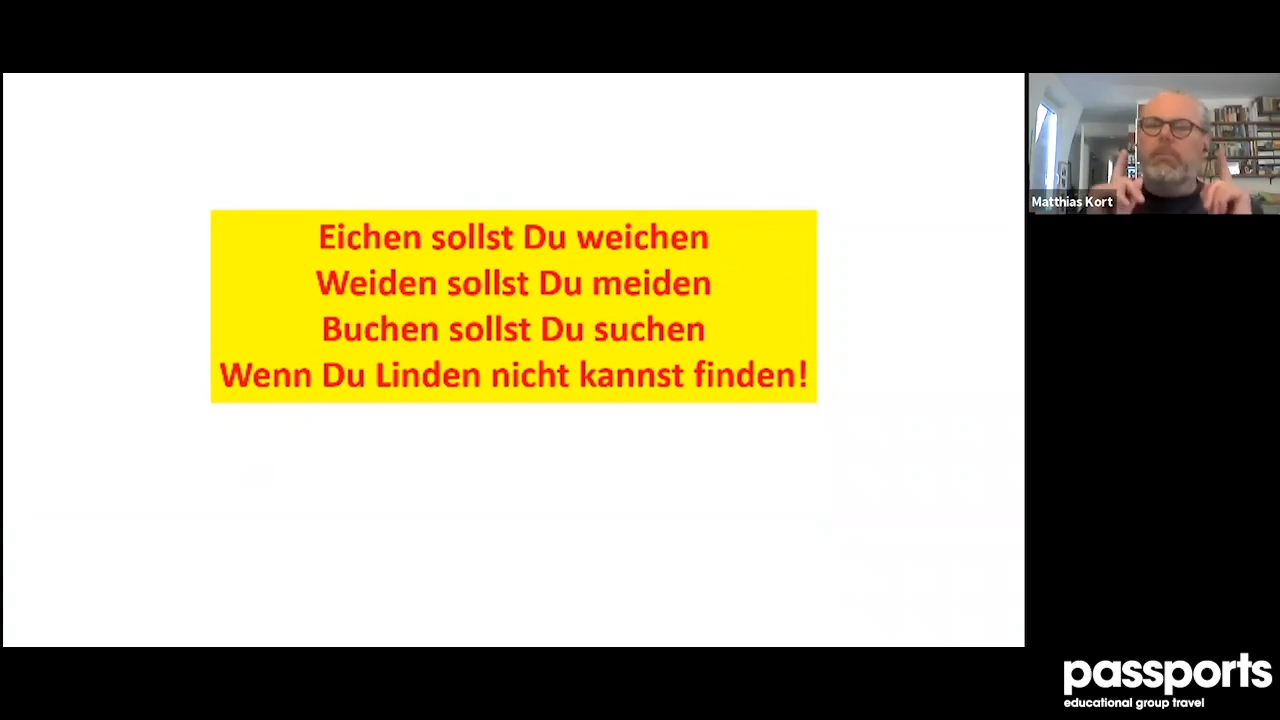 Eichen sollst Du weichen
Weiden sollst Du meiden
Buchen sollst Du suchen
Wenn Du Linden nicht kannst finden!
Matthias Kort
passports
educational group travel